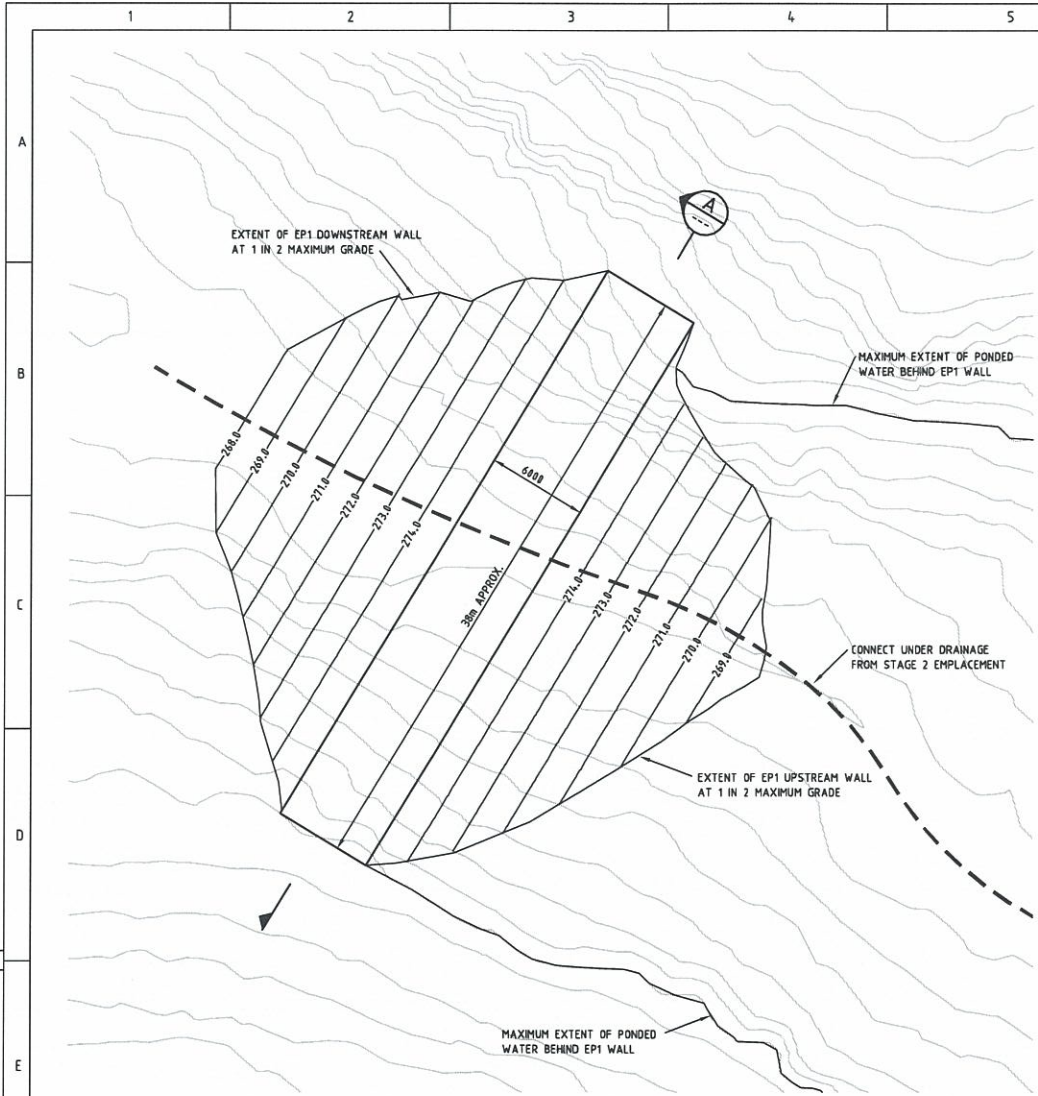 1 2 3 4 5
A
B
C
D
E
A
EXTENT OF EP1 DOWNSTREAM WALL
AT 1 IN 2 MAXIMUM GRADE
MAXIMUM EXTENT OF PONDED
WATER BEHIND EP1 WALL
268.0
269.0
270.0
271.0
272.0
273.0
274.0
6000
38m APPROX.
274.0
273.0
272.0
271.0
270.0
269.0
CONNECT UNDER DRAINAGE
FROM STAGE 2 EMPLACEMENT
EXTENT OF EP1 UPSTREAM WALL
AT 1 IN 2 MAXIMUM GRADE
MAXIMUM EXTENT OF PONDED
WATER BEHIND EP1 WALL